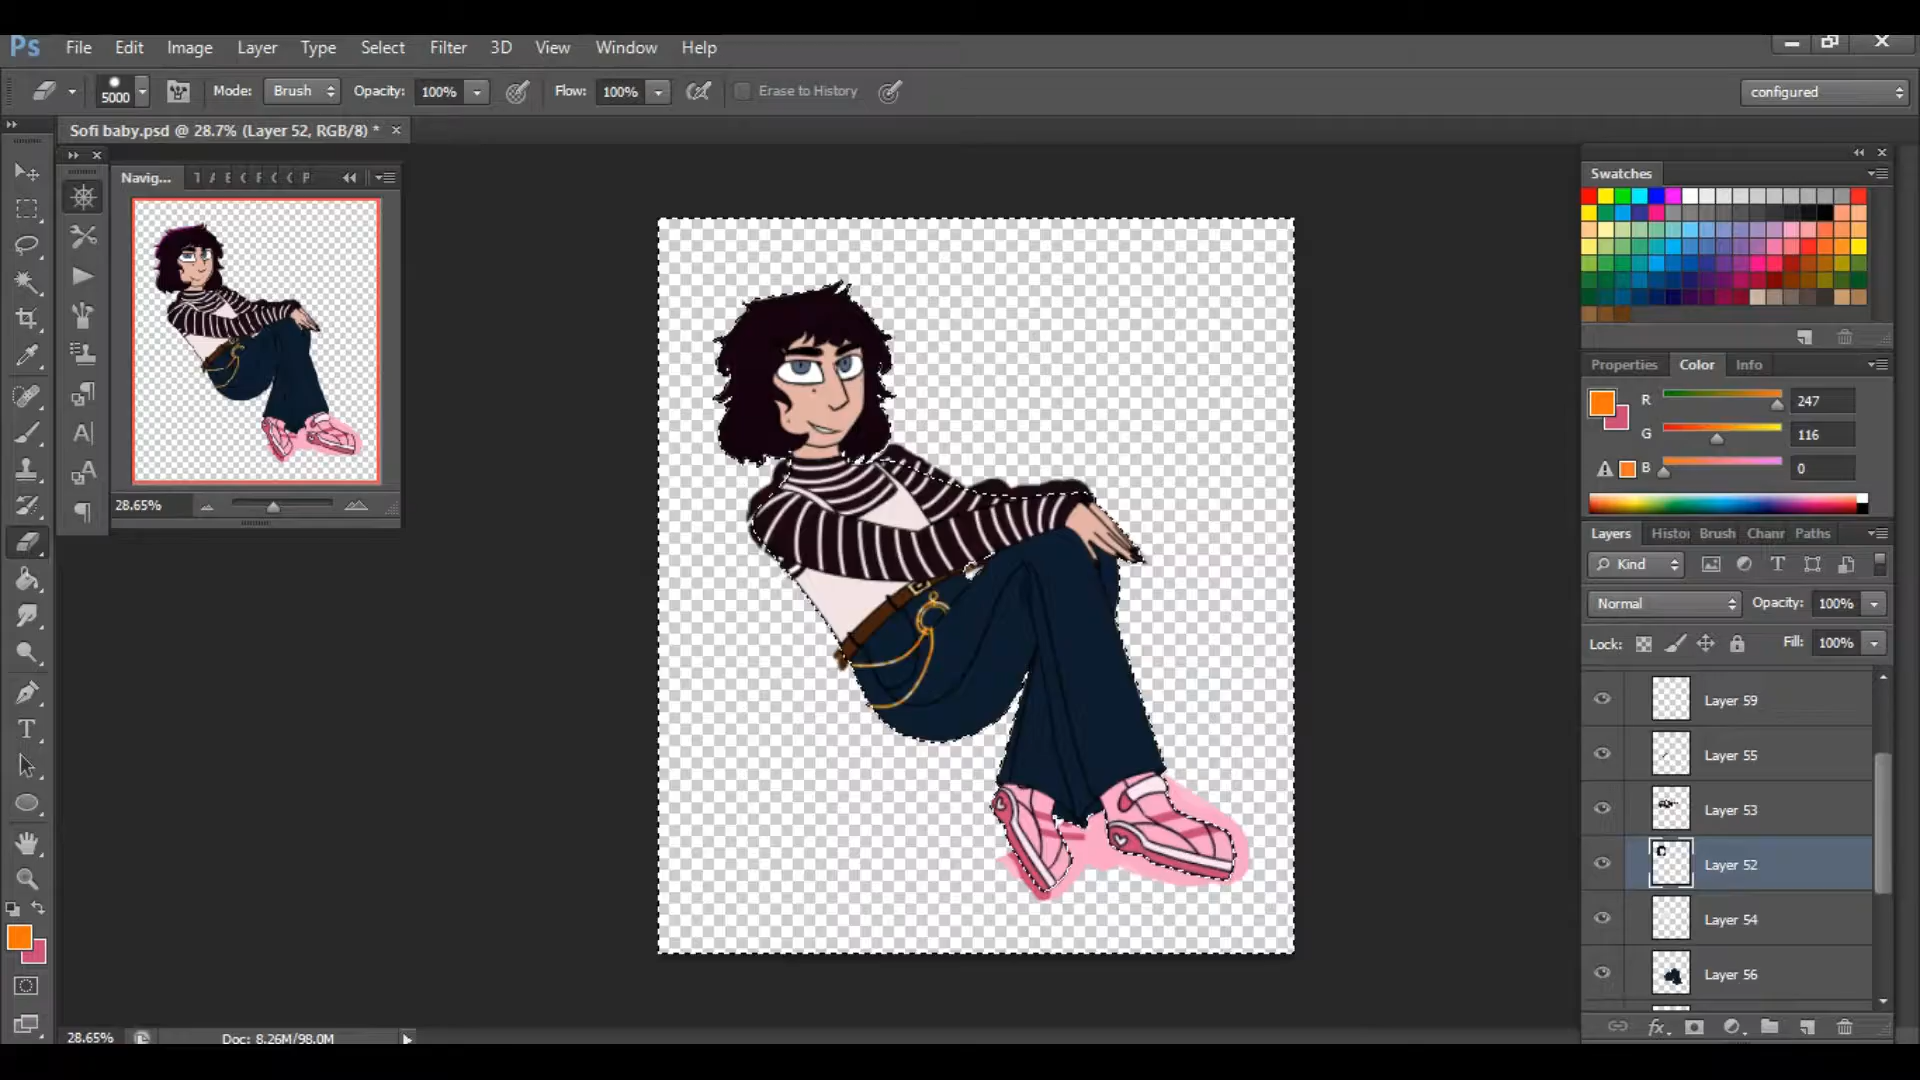 Ps File Edit Image Layer Type Select Filter 3D View Window Help
5000 Mode: Brush Opacity: 100% Flow: 100% Erase to History configured
Sofi baby.psd @ 28.7% (Layer 52, RGB/8) *
Navig...
28.65%
Swatches
Properties Color Info
R 247
G 116
B 0
Layers Histor Brush Chanr Paths
Kind
Normal Opacity: 100%
Lock: Fill: 100%
Layer 59
Layer 55
Layer 53
Layer 52
Layer 54
Layer 56
fx
28.65% Doc: 8.26M/98.0M